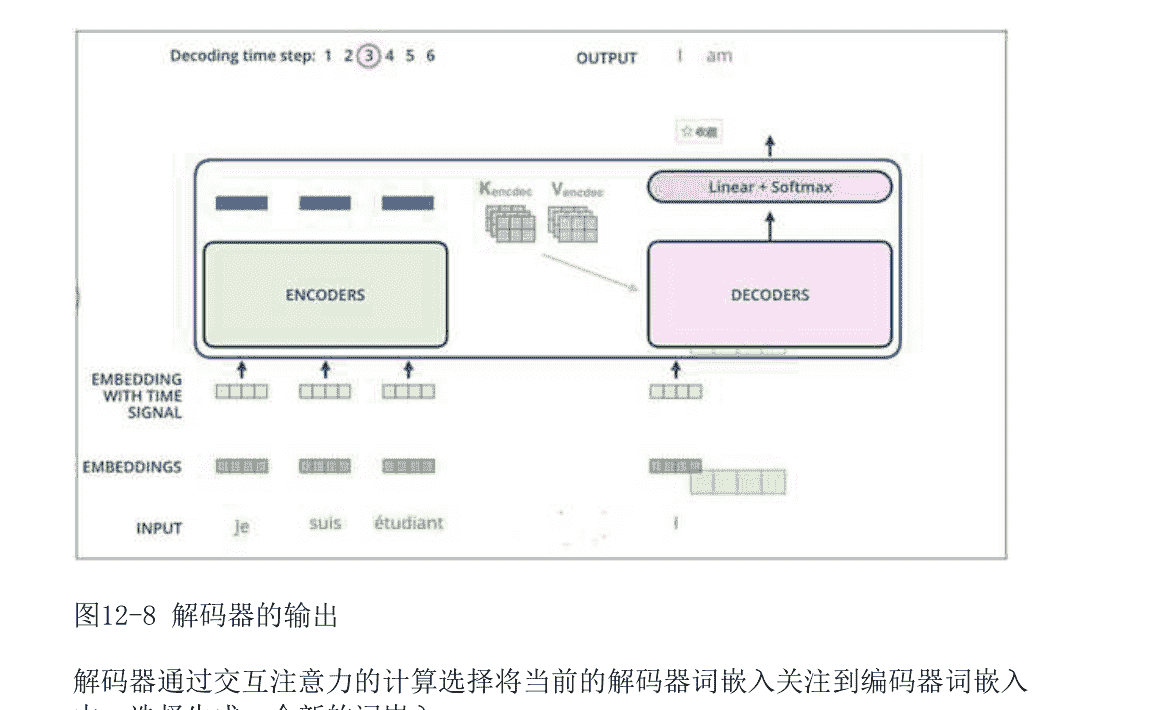 Decoding time step: 1 2 3 4 5 6
OUTPUT I am
Linear + Softmax
Kencdec Vencdec
ENCODERS
DECODERS
EMBEDDING
WITH TIME
SIGNAL
EMBEDDINGS
INPUT Je suis étudiant I
图12-8 解码器的输出
解码器通过交互注意力的计算选择将当前的解码器词嵌入关注到编码器词嵌入